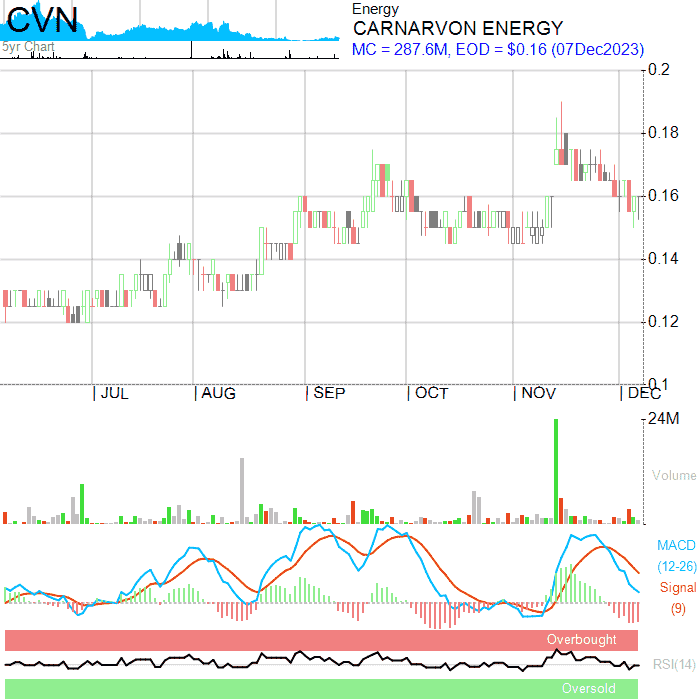 CVN
5yr Chart
Energy
CARNARVON ENERGY
MC = 287.6M, EOD = $0.16 (07Dec2023)
0.2
0.18
0.16
0.14
0.12
0.1
JUL AUG SEP OCT NOV DEC
24M
Volume
MACD
(12-26)
Signal
(9)
Overbought
RSI(14)
Oversold